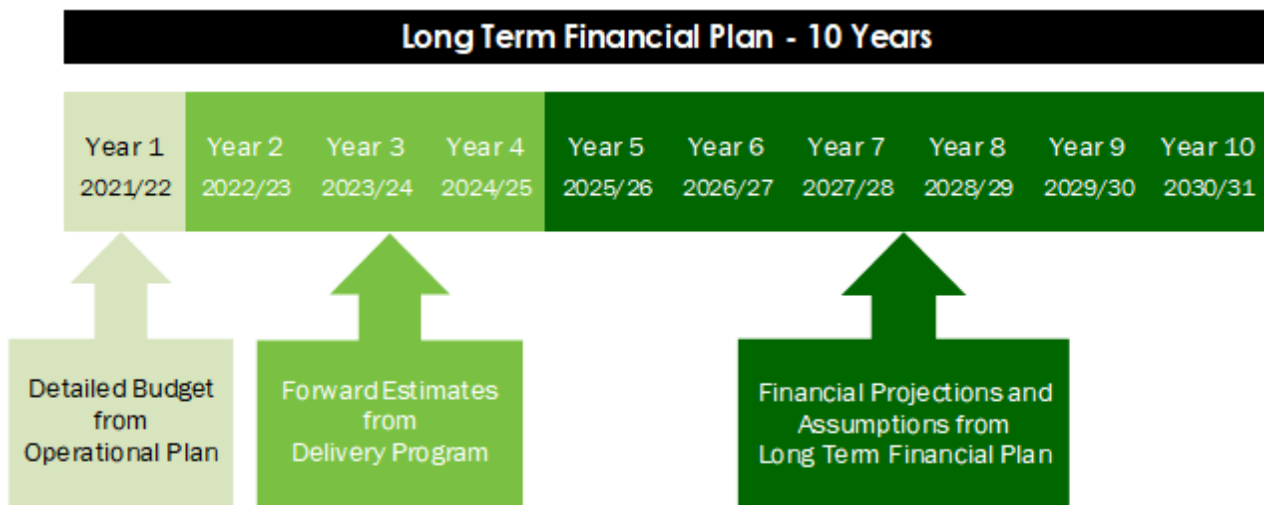 Long Term Financial Plan - 10 Years
Year 1 Year 2 Year 3 Year 4 Year 5 Year 6 Year 7 Year 8 Year 9 Year 10
2021/22 2022/23 2023/24 2024/25 2025/26 2026/27 2027/28 2028/29 2029/30 2030/31
Detailed Budget
from
Operational Plan
Forward Estimates
from
Delivery Program
Financial Projections and
Assumptions from
Long Term Financial Plan